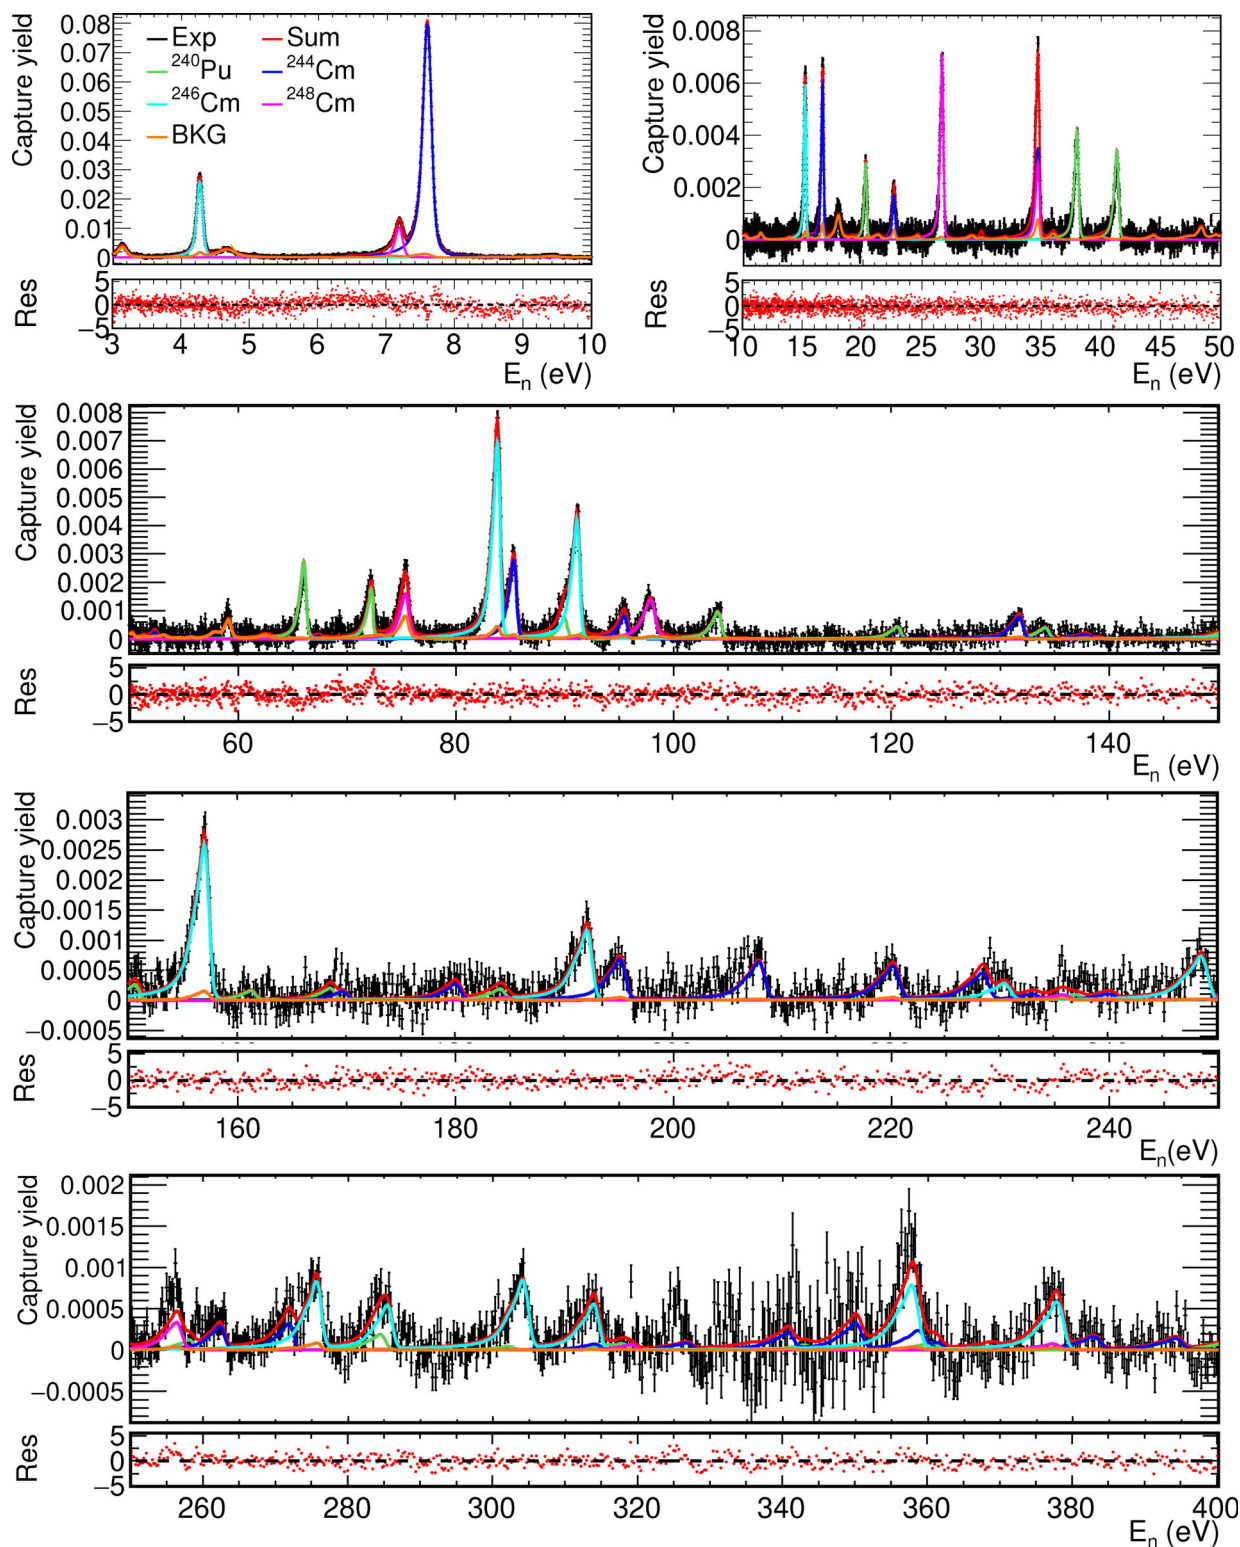 Capture yield
0.08
0.07
0.06
0.05
0.04
0.03
0.02
0.01
0
Exp
Sum
240Pu
244Cm
246Cm
248Cm
BKG
Res
5
0
−5
3 4 5 6 7 8 9 10
En (eV)
Capture yield
0.008
0.006
0.004
0.002
0
Res
5
0
−5
10 15 20 25 30 35 40 45 50
En (eV)
Capture yield
0.008
0.007
0.006
0.005
0.004
0.003
0.002
0.001
0
Res
5
0
−5
60 80 100 120 140
En (eV)
Capture yield
0.003
0.0025
0.002
0.0015
0.001
0.0005
0
−0.0005
Res
5
0
−5
160 180 200 220 240
En(eV)
Capture yield
0.002
0.0015
0.001
0.0005
0
−0.0005
Res
5
0
−5
260 280 300 320 340 360 380 400
En (eV)